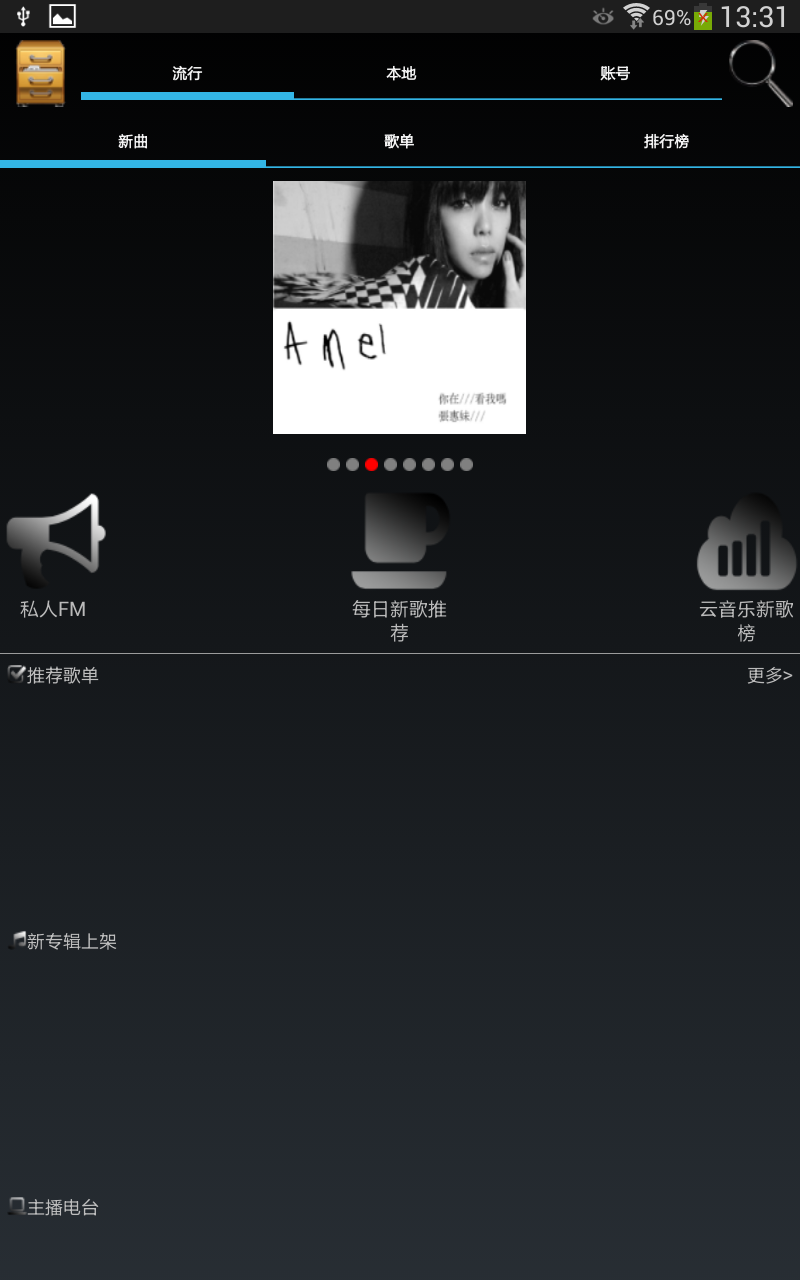 69% 13:31
流行 本地 账号
新曲 歌单 排行榜
Amei
你在///看我嗎
張惠妹///
私人FM 每日新歌推 云音乐新歌
荐 榜
推荐歌单 更多>
新专辑上架
主播电台